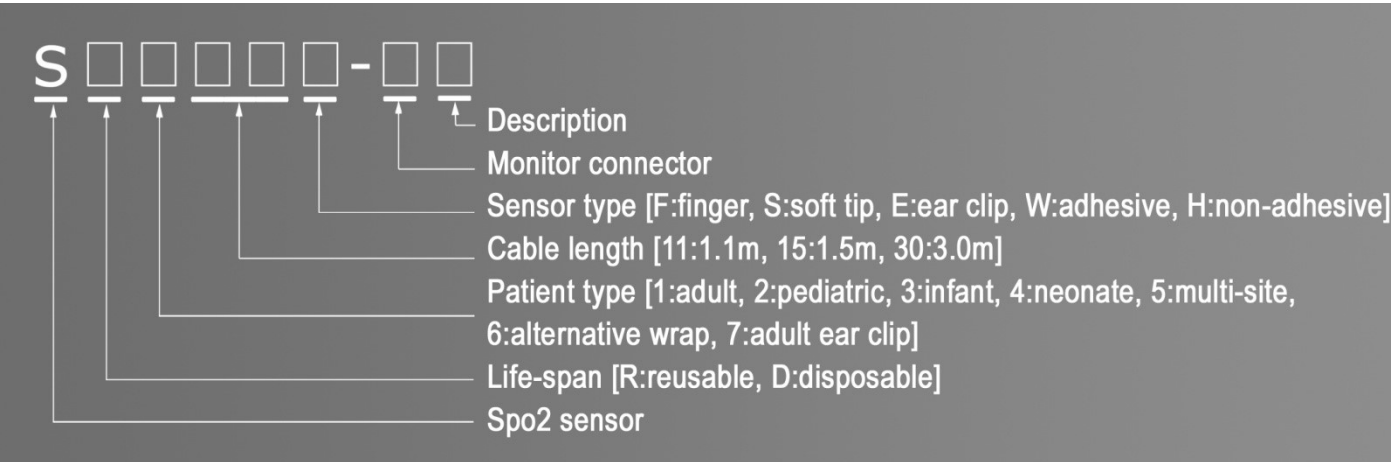 S□□□□□-□□
Description
Monitor connector
Sensor type [F:finger, S:soft tip, E:ear clip, W:adhesive, H:non-adhesive]
Cable length [11:1.1m, 15:1.5m, 30:3.0m]
Patient type [1:adult, 2:pediatric, 3:infant, 4:neonate, 5:multi-site,
6:alternative wrap, 7:adult ear clip]
Life-span [R:reusable, D:disposable]
Spo2 sensor